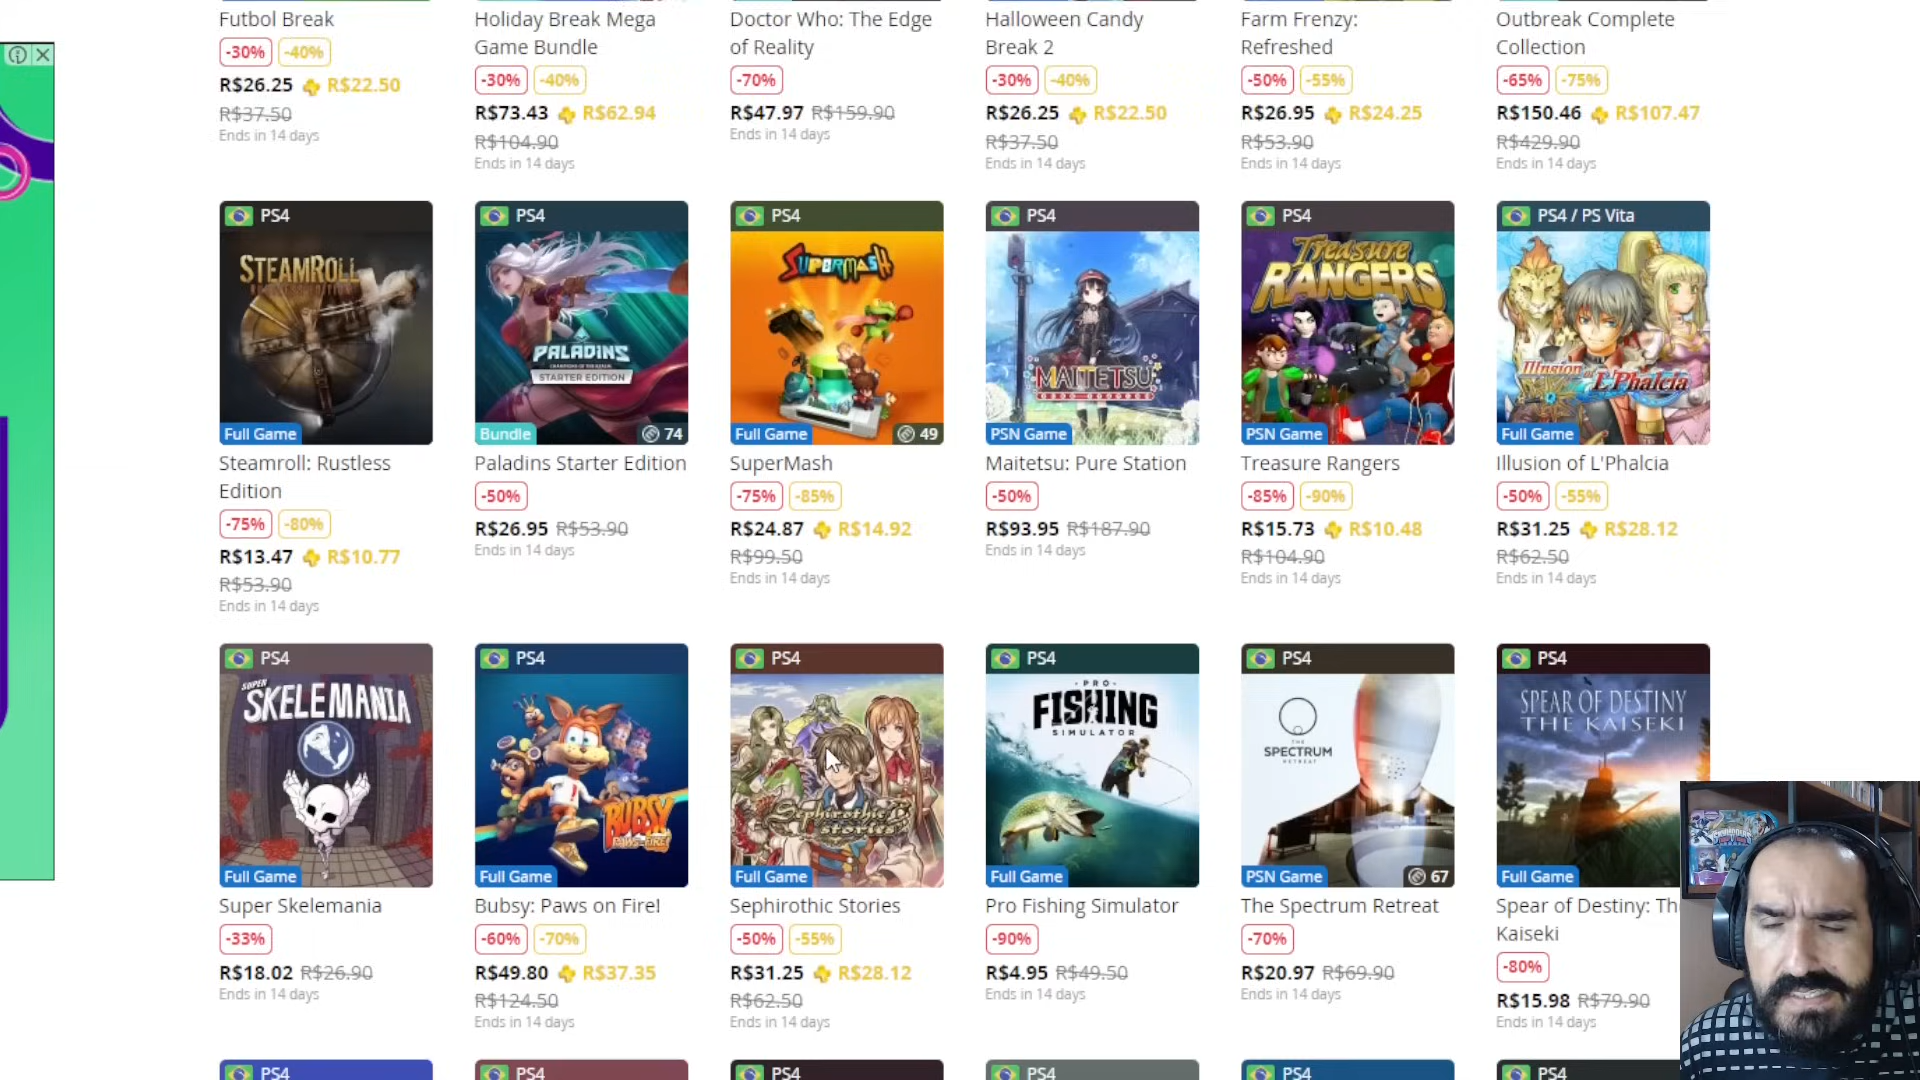 Futbol Break
-30% -40%
R$26.25 R$22.50
R$37.50
Ends in 14 days
Holiday Break Mega
Game Bundle
-30% -40%
R$73.43 R$62.94
R$104.90
Ends in 14 days
Doctor Who: The Edge
of Reality
-70%
R$47.97 R$159.90
Ends in 14 days
Halloween Candy
Break 2
-30% -40%
R$26.25 R$22.50
R$37.50
Ends in 14 days
Farm Frenzy:
Refreshed
-50% -55%
R$26.95 R$24.25
R$53.90
Ends in 14 days
Outbreak Complete
Collection
-65% -75%
R$150.46 R$107.47
R$429.90
Ends in 14 days
PS4
STEAMROLL
Full Game
Steamroll: Rustless
Edition
-75% -80%
R$13.47 R$10.77
R$53.90
Ends in 14 days
PS4
PALADINS
CHAMPIONS OF THE REALM
STARTER EDITION
Bundle 74
Paladins Starter Edition
-50%
R$26.95 R$53.90
Ends in 14 days
PS4
SUPERMASH
Full Game 49
SuperMash
-75% -85%
R$24.87 R$14.92
R$99.50
Ends in 14 days
PS4
MAITETSU
PSN Game
Maitetsu: Pure Station
-50%
R$93.95 R$187.90
Ends in 14 days
PS4
Treasure
RANGERS
PSN Game
Treasure Rangers
-85% -90%
R$15.73 R$10.48
R$104.90
Ends in 14 days
PS4 / PS Vita
Illusion of L'Phalcia
Full Game
Illusion of L'Phalcia
-50% -55%
R$31.25 R$28.12
R$62.50
Ends in 14 days
PS4
SUPER
SKELEMANIA
Full Game
Super Skelemania
-33%
R$18.02 R$26.90
Ends in 14 days
PS4
BUBSY
PAWS ON FIRE!
Full Game
Bubsy: Paws on Fire!
-60% -70%
R$49.80 R$37.35
R$124.50
Ends in 14 days
PS4
Sephirothic
stories
Full Game
Sephirothic Stories
-50% -55%
R$31.25 R$28.12
R$62.50
Ends in 14 days
PS4
PRO
FISHING
SIMULATOR
Full Game
Pro Fishing Simulator
-90%
R$4.95 R$49.50
Ends in 14 days
PS4
THE
SPECTRUM
RETREAT
PSN Game 67
The Spectrum Retreat
-70%
R$20.97 R$69.90
Ends in 14 days
PS4
SPEAR OF DESTINY
THE KAISEKI
Full Game
Spear of Destiny: Th
Kaiseki
-80%
R$15.98 R$79.90
Ends in 14 days
PS4
PS4
PS4
PS4
PS4
PS4